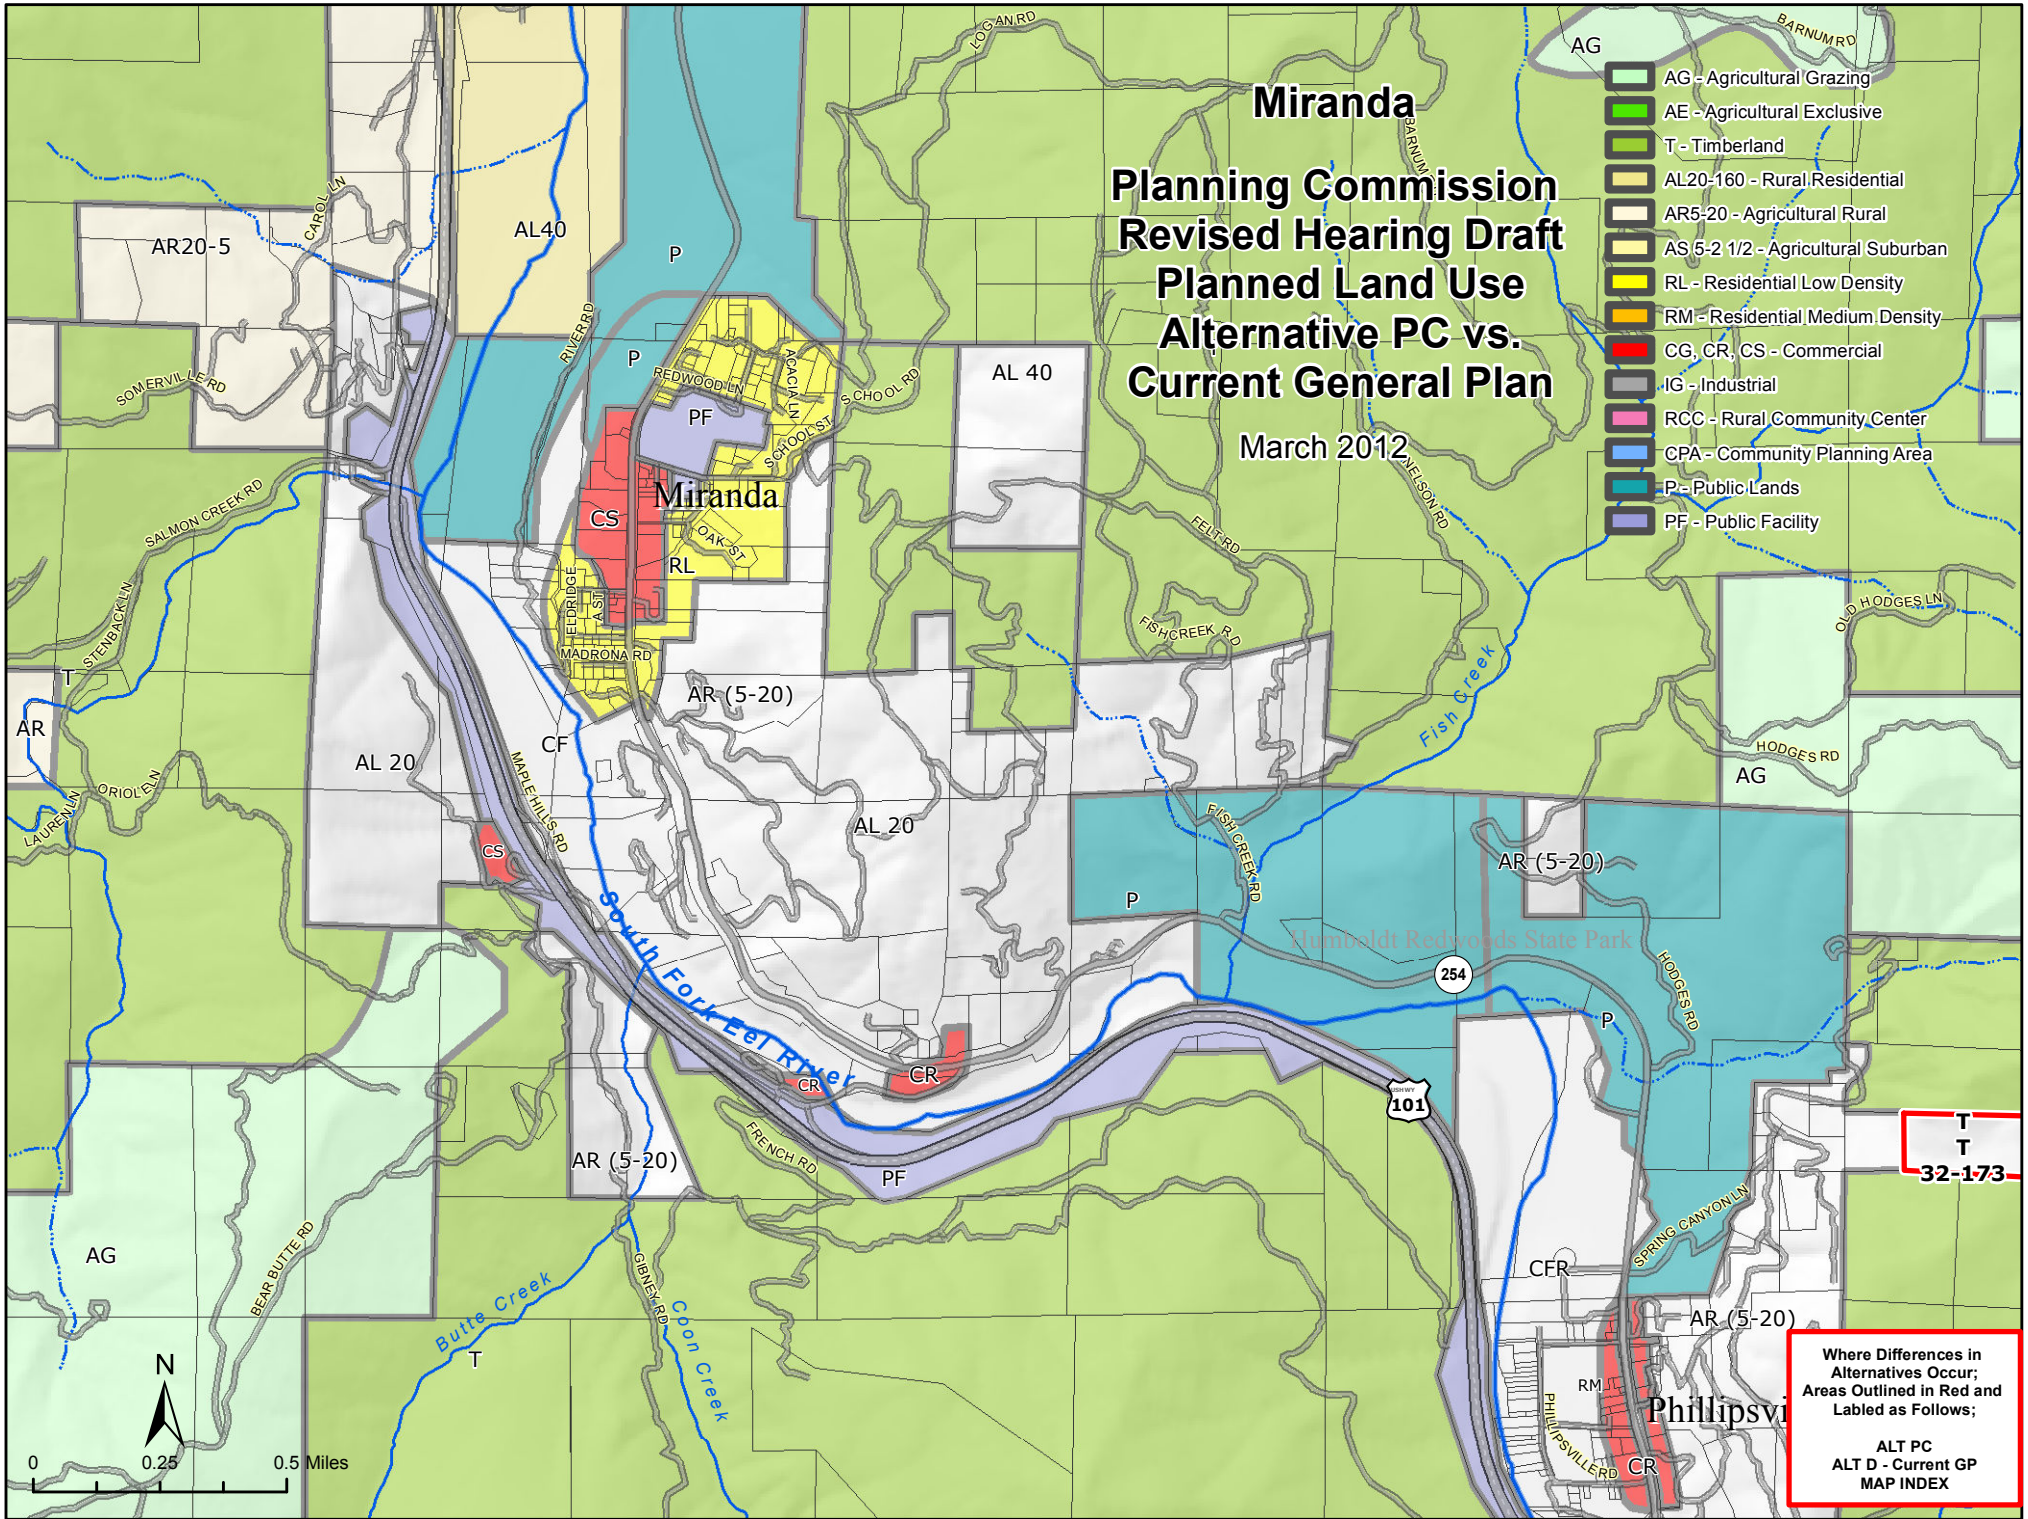 Miranda
Planning Commission
Revised Hearing Draft
Planned Land Use
Alternative PC vs.
Current General Plan
March 2012
AG - Agricultural Grazing
AE - Agricultural Exclusive
T - Timberland
AL20-160 - Rural Residential
AR5-20 - Agricultural Rural
AS 5-2 1/2 - Agricultural Suburban
RL - Residential Low Density
RM - Residential Medium Density
CG, CR, CS - Commercial
IG - Industrial
RCC - Rural Community Center
CPA - Community Planning Area
P - Public Lands
PF - Public Facility
LOGAN RD
BARNUM RD
AG
BARNUM
CAROL LN
AR20-5
AL40
P
RIVER RD
P
SOMERVILLE RD
REDWOOD LN
ACACIA LN
SCHOOL RD
AL 40
PF
SCHOOL ST
Miranda
SALMON CREEK RD
CS
OAK ST
RL
NELSON RD
FELT RD
ELDRIDGE
A ST
MADRONA RD
FISHCREEK RD
OLD HODGES LN
STENBACK LN
T
AR
AR (5-20)
Fish Creek
CF
AL 20
MAPLE HILLS RD
HODGES RD
AG
ORIOLE LN
LAUREN LN
AL 20
FISH CREEK RD
CS
AR (5-20)
P
South Fork Eel River
Humboldt Redwoods State Park
254
HODGES RD
P
CR
CR
USHWY
101
FRENCH RD
AR (5-20)
PF
T
T
32-173
SPRING CANYON LN
AG
BEAR BUTTE RD
GIBNEY RD
CFR
Butte Creek
Coon Creek
T
AR (5-20)
RM
PHILLIPSVILLE RD
Phillipsvi
CR
N
0 0.25 0.5 Miles
Where Differences in
Alternatives Occur;
Areas Outlined in Red and
Labled as Follows;
ALT PC
ALT D - Current GP
MAP INDEX